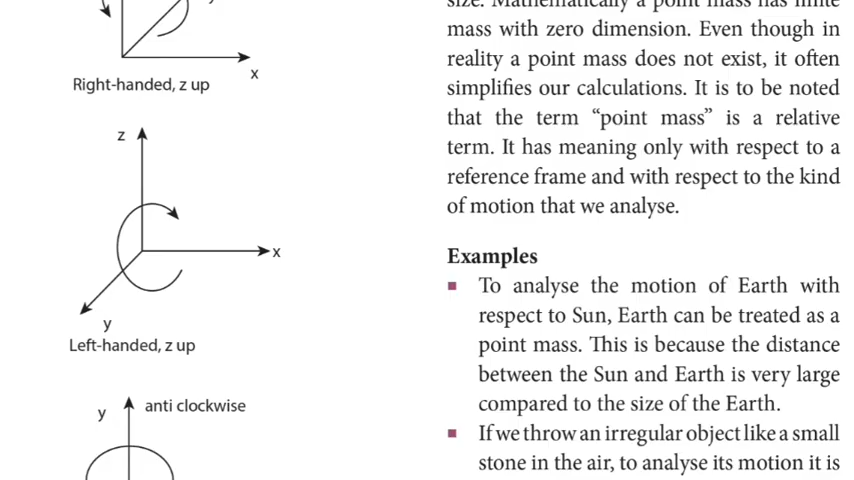 x
Right-handed, z up
z
x
y
Left-handed, z up
y
anti clockwise
size. Mathematically a point mass has finite
mass with zero dimension. Even though in
reality a point mass does not exist, it often
simplifies our calculations. It is to be noted
that the term “point mass” is a relative
term. It has meaning only with respect to a
reference frame and with respect to the kind
of motion that we analyse.
Examples
■ To analyse the motion of Earth with
respect to Sun, Earth can be treated as a
point mass. This is because the distance
between the Sun and Earth is very large
compared to the size of the Earth.
■ If we throw an irregular object like a small
stone in the air, to analyse its motion it is